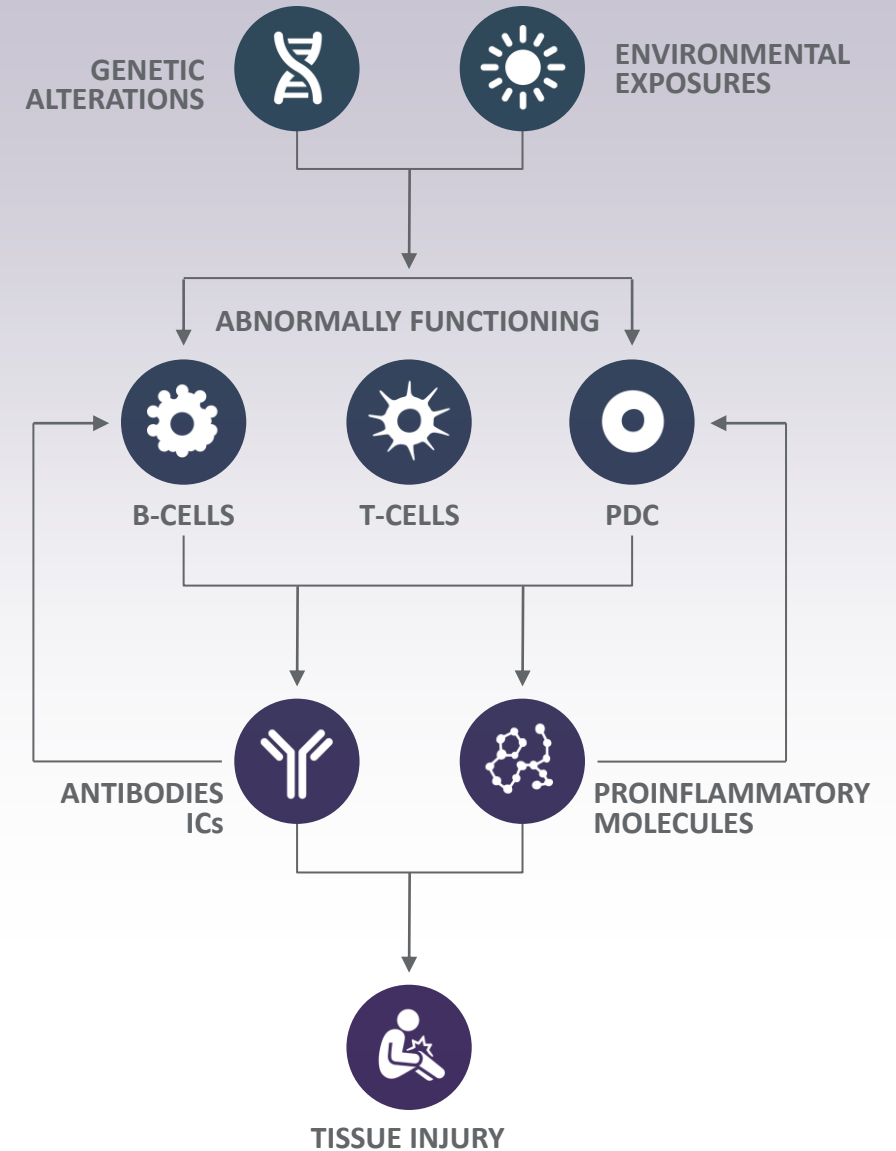 GENETIC
ALTERATIONS
ENVIRONMENTAL
EXPOSURES
ABNORMALLY FUNCTIONING
B-CELLS
T-CELLS
PDC
ANTIBODIES
ICs
PROINFLAMMATORY
MOLECULES
TISSUE INJURY